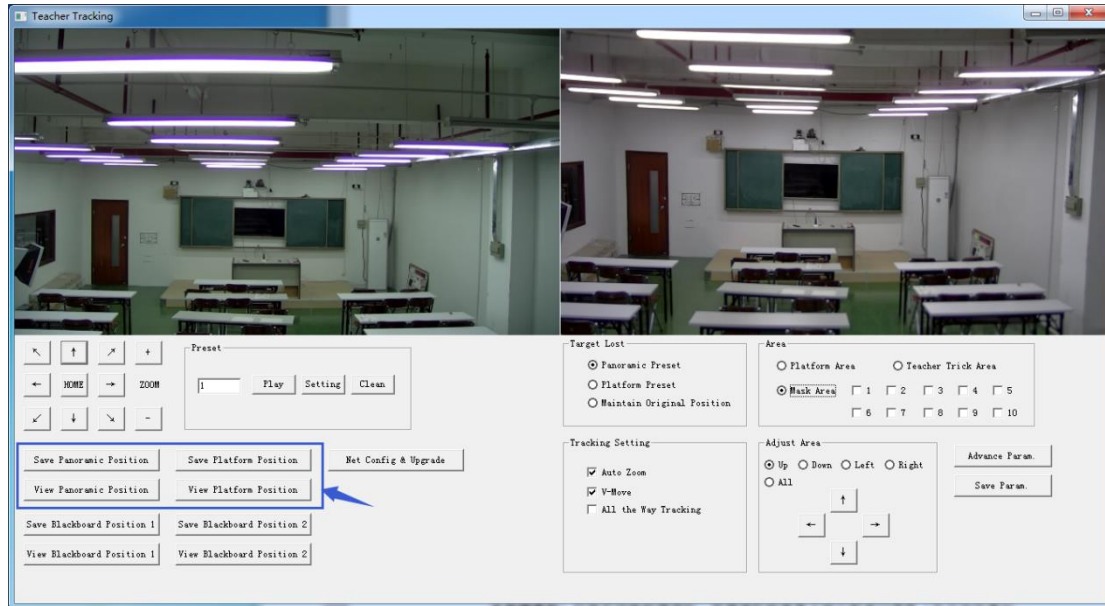 Teacher Tracking
↖ ↑ ↗ +
← HOME → ZOOM
↙ ↓ ↘ -
Preset
1 Play Setting Clean
Save Panoramic Position Save Platform Position Net Config & Upgrade
View Panoramic Position View Platform Position
Save Blackboard Position 1 Save Blackboard Position 2
View Blackboard Position 1 View Blackboard Position 2
Target Lost
Panoramic Preset
Platform Preset
Maintain Original Position
Area
Platform Area Teacher Trick Area
Mask Area 1 2 3 4 5
6 7 8 9 10
Tracking Setting
Auto Zoom
V-Move
All the Way Tracking
Adjust Area
Up Down Left Right
All
↑
← →
↓
Advance Param.
Save Param.